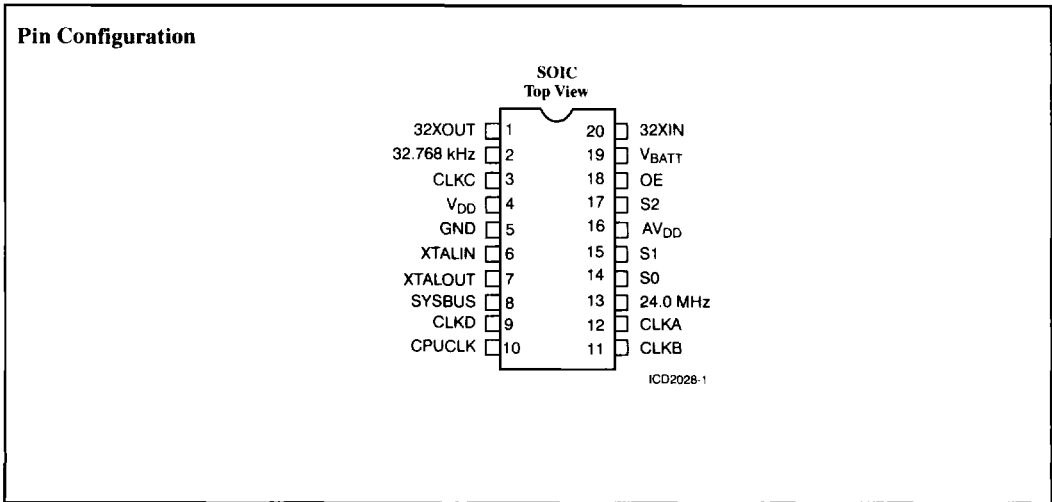 Pin Configuration
SOIC
Top View
32XOUT 1 20 32XIN
32.768 kHz 2 19 VBATT
CLKC 3 18 OE
VDD 4 17 S2
GND 5 16 AVDD
XTALIN 6 15 S1
XTALOUT 7 14 S0
SYSBUS 8 13 24.0 MHz
CLKD 9 12 CLKA
CPUCLK 10 11 CLKB
ICD2028-1